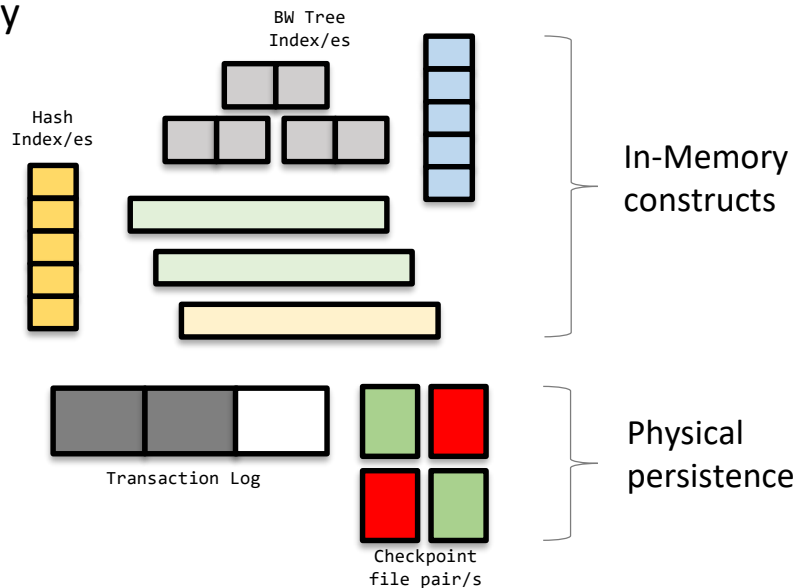 y
BW Tree
Index/es
Hash
Index/es
In-Memory
constructs
Transaction Log
Physical
persistence
Checkpoint
file pair/s